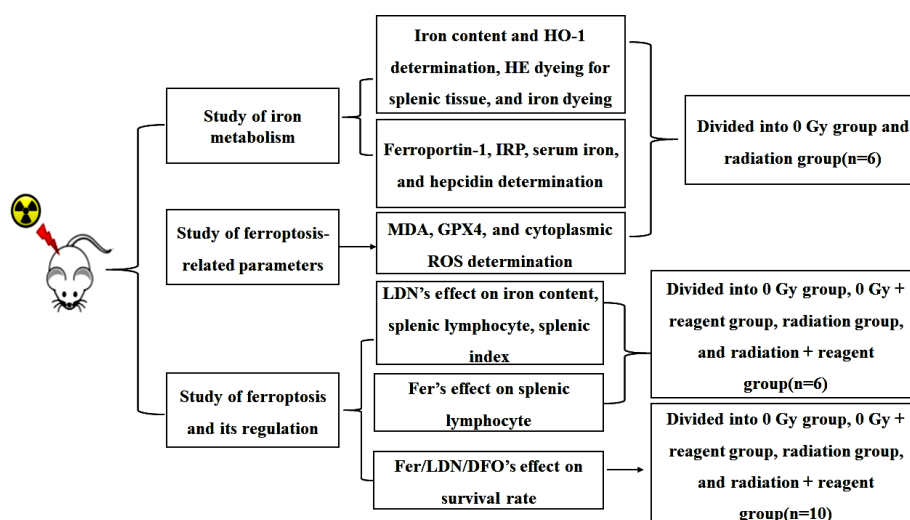 Iron content and HO-1
determination, HE dyeing for
splenic tissue, and iron dyeing
Study of iron
metabolism
Ferroportin-1, IRP, serum iron,
and hepcidin determination
Divided into 0 Gy group and
radiation group(n=6)
Study of ferroptosis-
related parameters
MDA, GPX4, and cytoplasmic
ROS determination
LDN's effect on iron content,
splenic lymphocyte, splenic
index
Divided into 0 Gy group, 0 Gy +
reagent group, radiation group,
and radiation + reagent
group(n=6)
Study of ferroptosis
and its regulation
Fer's effect on splenic
lymphocyte
Fer/LDN/DFO's effect on
survival rate
Divided into 0 Gy group, 0 Gy +
reagent group, radiation group,
and radiation + reagent
group(n=10)